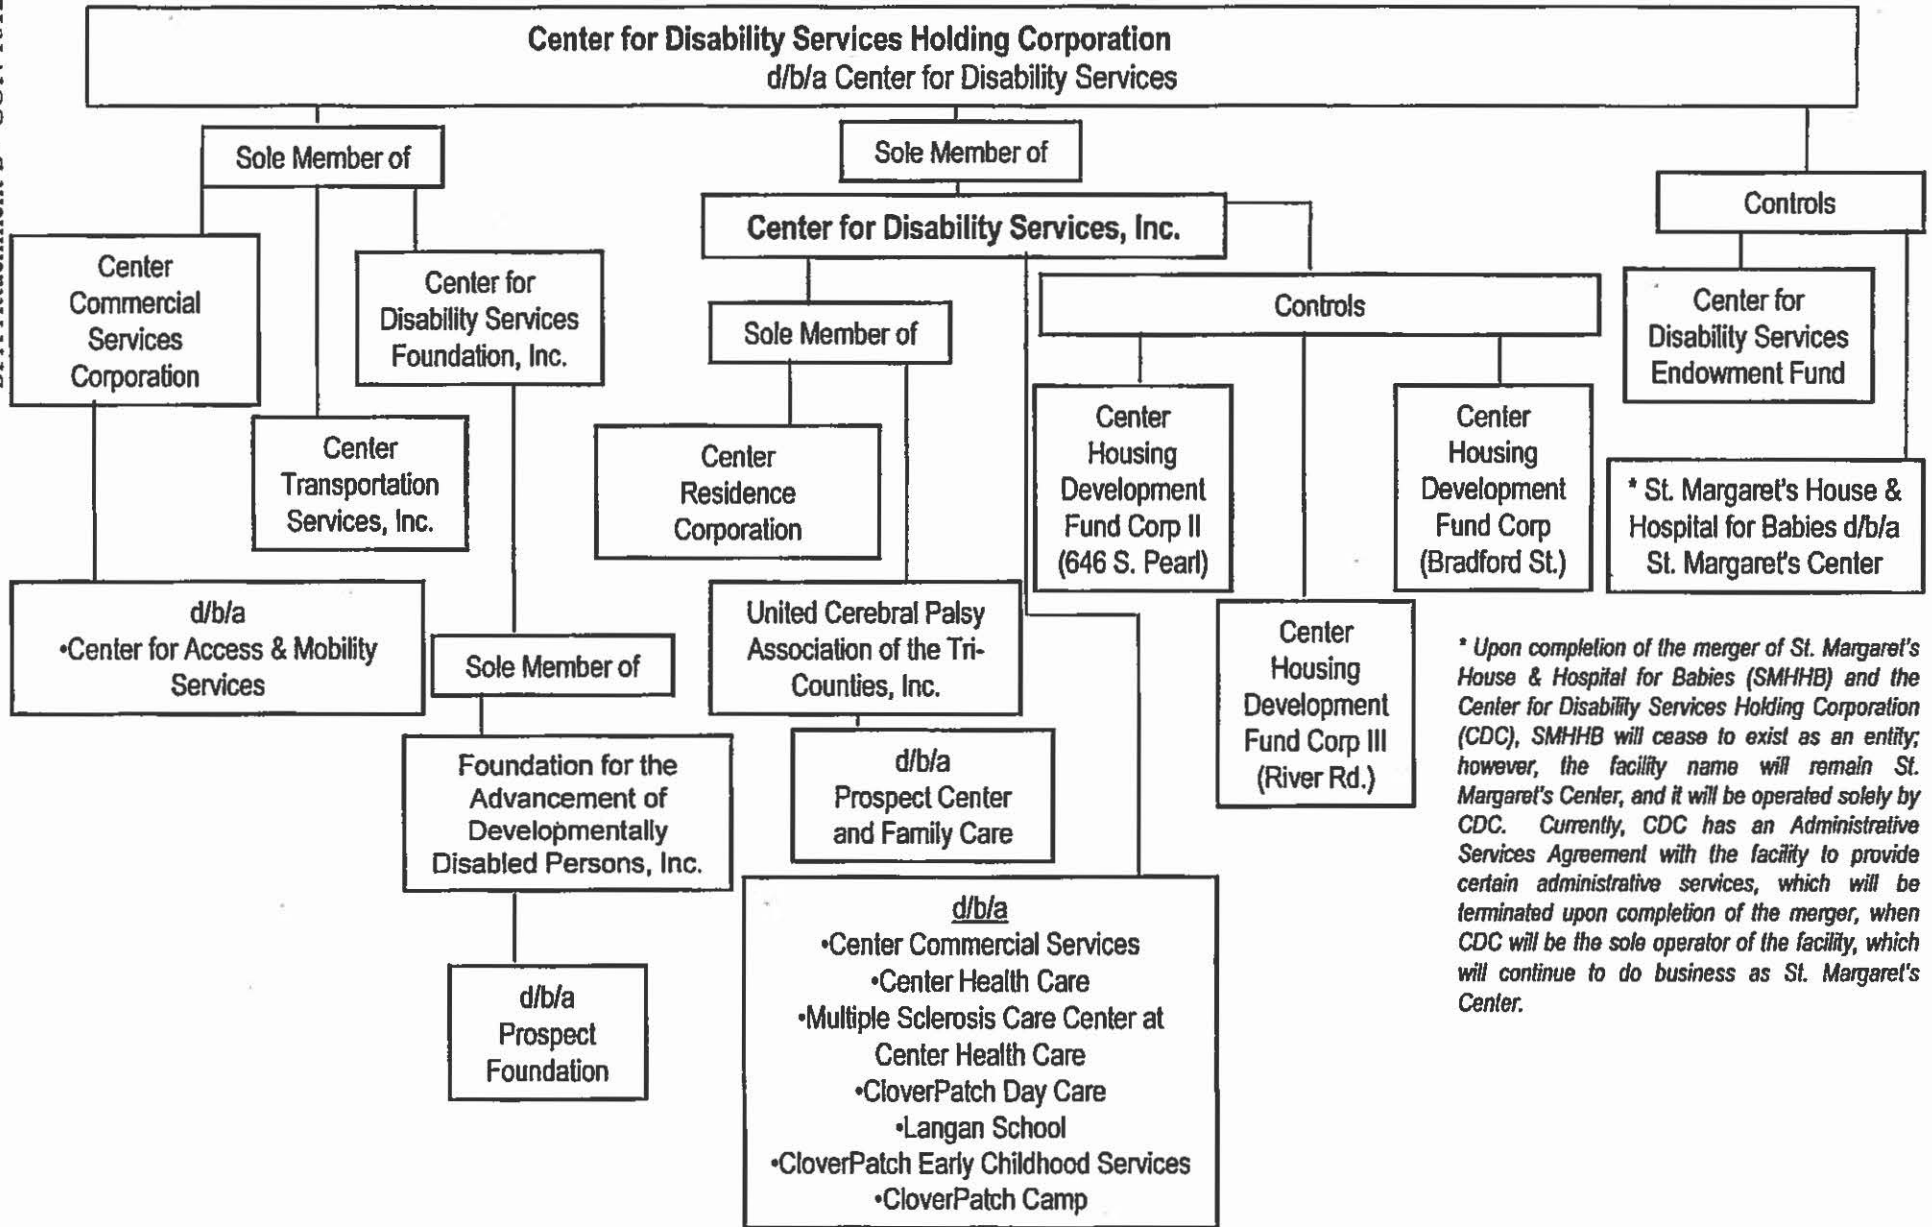 Center for Disability Services Holding Corporation
d/b/a Center for Disability Services
Sole Member of
Sole Member of
Controls
Center for Disability Services, Inc.
Center
Commercial
Services
Corporation
Center for
Disability Services
Foundation, Inc.
Center
Transportation
Services, Inc.
d/b/a
•Center for Access & Mobility
Services
Sole Member of
Foundation for the
Advancement of
Developmentally
Disabled Persons, Inc.
d/b/a
Prospect
Foundation
Sole Member of
Center
Residence
Corporation
United Cerebral Palsy
Association of the Tri-
Counties, Inc.
d/b/a
Prospect Center
and Family Care
d/b/a
•Center Commercial Services
•Center Health Care
•Multiple Sclerosis Care Center at
Center Health Care
•CloverPatch Day Care
•Langan School
•CloverPatch Early Childhood Services
•CloverPatch Camp
Controls
Center
Housing
Development
Fund Corp II
(646 S. Pearl)
Center
Housing
Development
Fund Corp III
(River Rd.)
Center
Housing
Development
Fund Corp
(Bradford St.)
Center for
Disability Services
Endowment Fund
* St. Margaret's House &
Hospital for Babies d/b/a
St. Margaret's Center
* Upon completion of the merger of St. Margaret's
House & Hospital for Babies (SMHHB) and the
Center for Disability Services Holding Corporation
(CDC), SMHHB will cease to exist as an entity;
however, the facility name will remain St.
Margaret's Center, and it will be operated solely by
CDC. Currently, CDC has an Administrative
Services Agreement with the facility to provide
certain administrative services, which will be
terminated upon completion of the merger, when
CDC will be the sole operator of the facility, which
will continue to do business as St. Margaret's
Center.